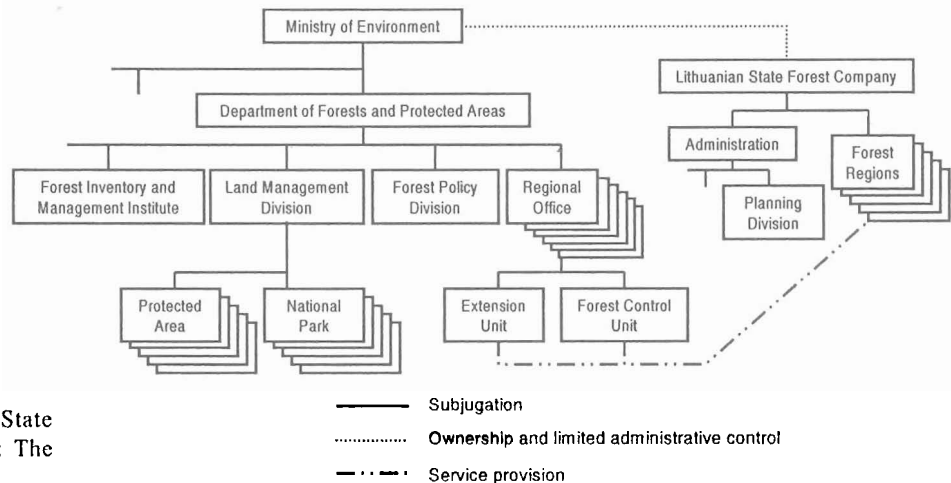 Ministry of Environment
Lithuanian State Forest Company
Department of Forests and Protected Areas
Administration
Forest
Regions
Forest Inventory and
Management Institute
Land Management
Division
Forest Policy
Division
Regional
Office
Planning
Division
Protected
Area
National
Park
Extension
Unit
Forest Control
Unit
State
The
Subjugation
Ownership and limited administrative control
Service provision